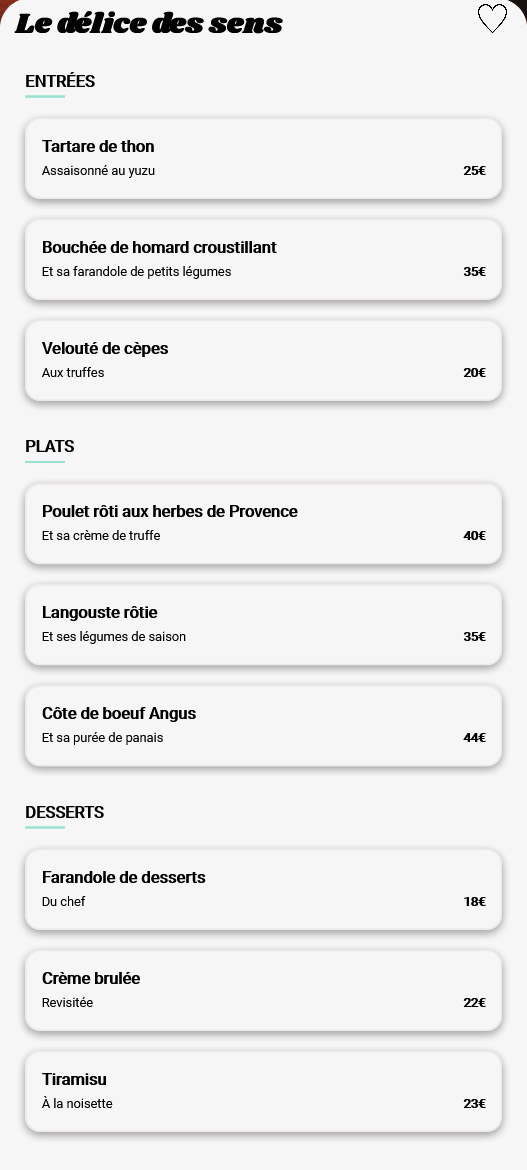 Le délice des sens
ENTRÉES
Tartare de thon
Assaisonné au yuzu 25€
Bouchée de homard croustillant
Et sa farandole de petits légumes 35€
Velouté de cèpes
Aux truffes 20€
PLATS
Poulet rôti aux herbes de Provence
Et sa crème de truffe 40€
Langouste rôtie
Et ses légumes de saison 35€
Côte de boeuf Angus
Et sa purée de panais 44€
DESSERTS
Farandole de desserts
Du chef 18€
Crème brulée
Revisitée 22€
Tiramisu
À la noisette 23€